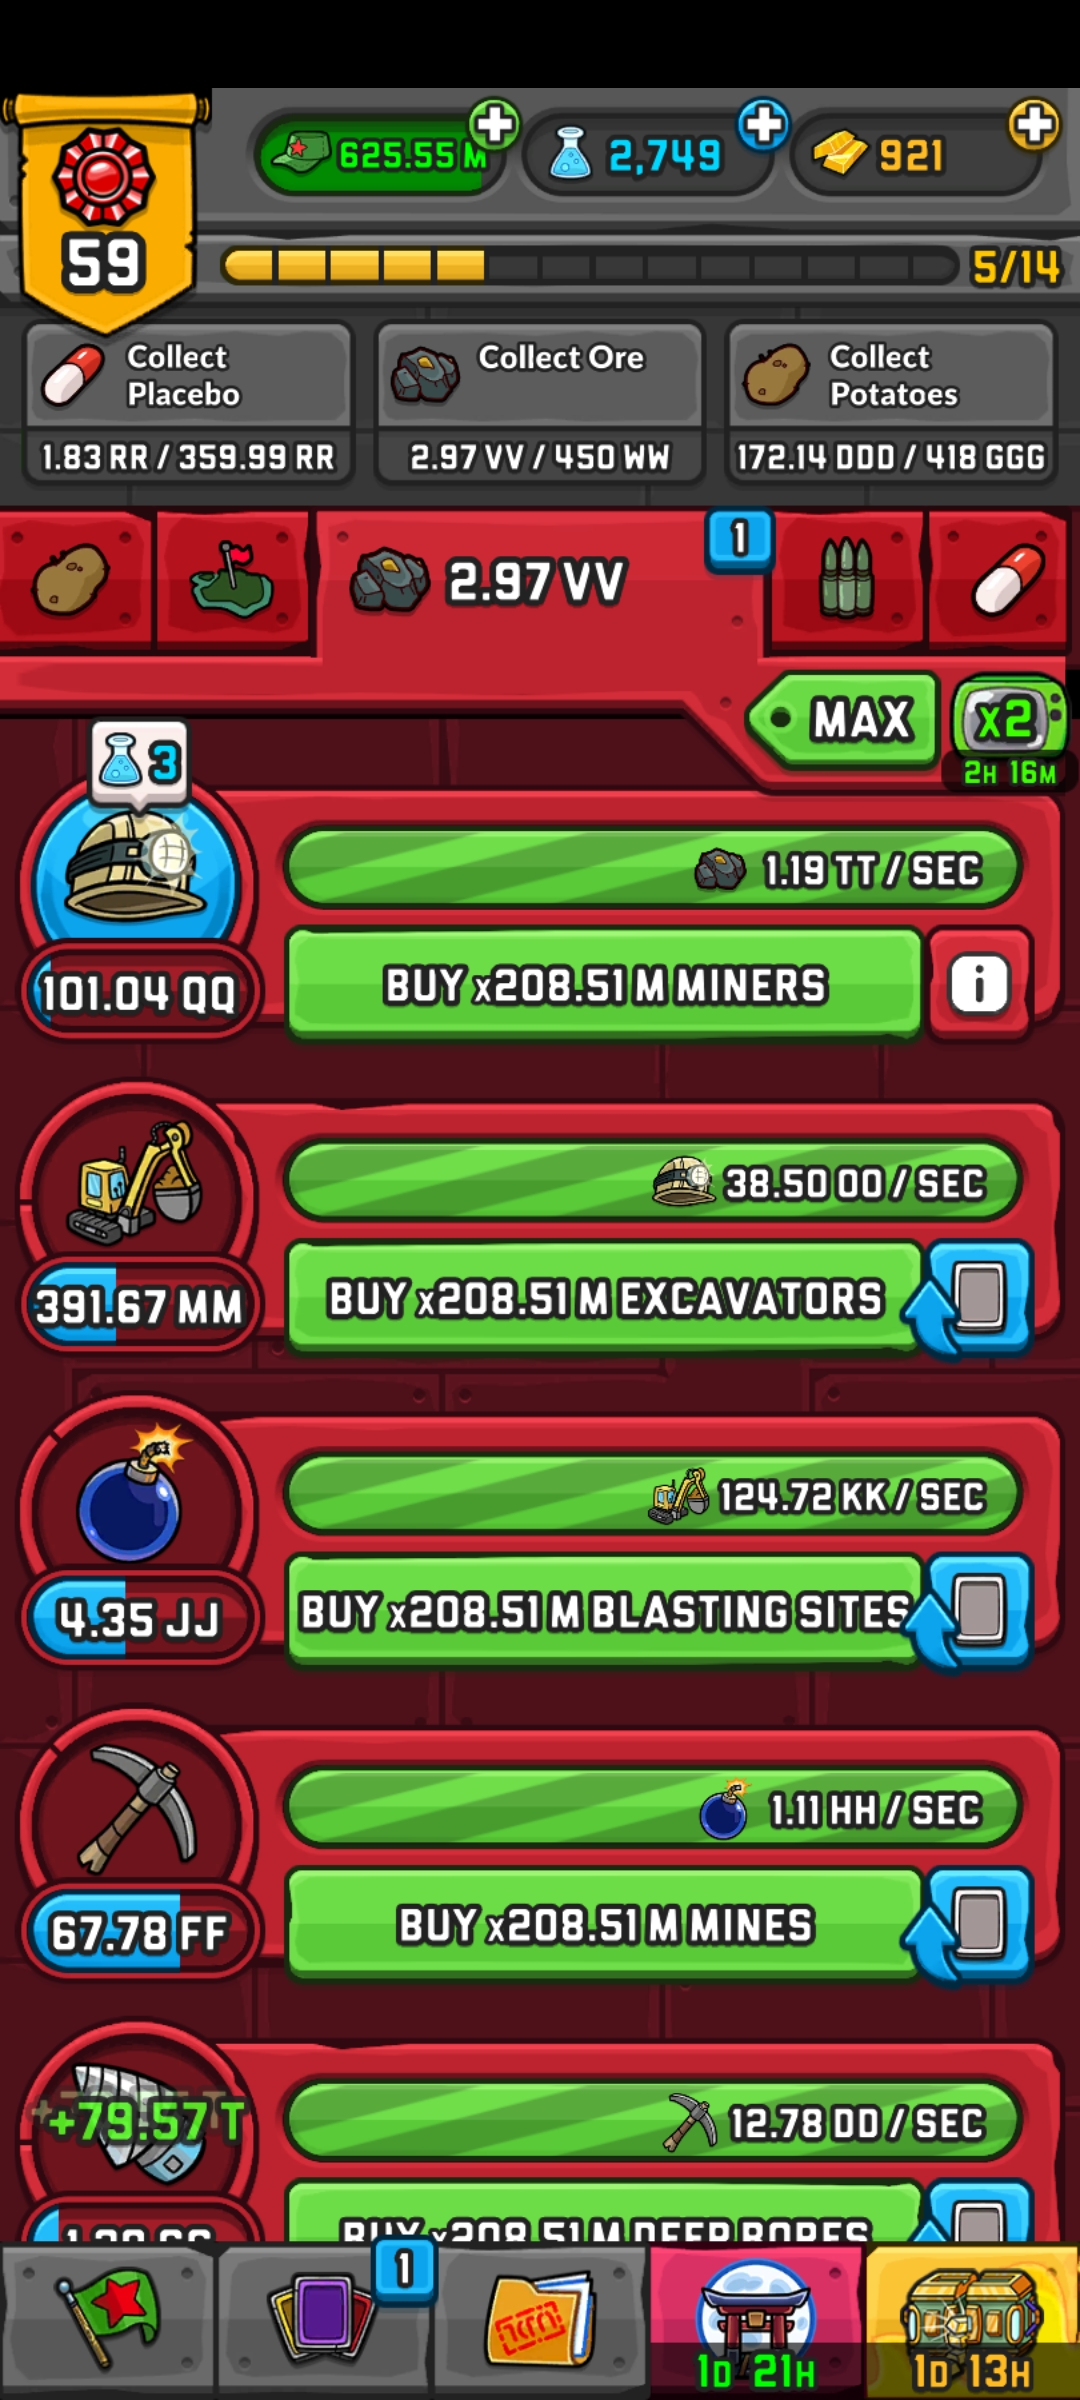 59
625.55 M
2,749
921
5/14
Collect
Placebo
1.83 RR / 359.99 RR
Collect Ore
2.97 VV / 450 WW
Collect
Potatoes
172.14 DDD / 418 GGG
2.97 VV
1
MAX
x2
2H 16M
3
1.19 TT / SEC
101.04 QQ
BUY x208.51 M MINERS
i
38.50 OO / SEC
391.67 MM
BUY x208.51 M EXCAVATORS
124.72 KK / SEC
4.35 JJ
BUY x208.51 M BLASTING SITES
1.11 HH / SEC
67.78 FF
BUY x208.51 M MINES
+79.57 T
12.78 DD / SEC
BUY x208.51 M DEEP BORES
1
1D 21H
1D 13H